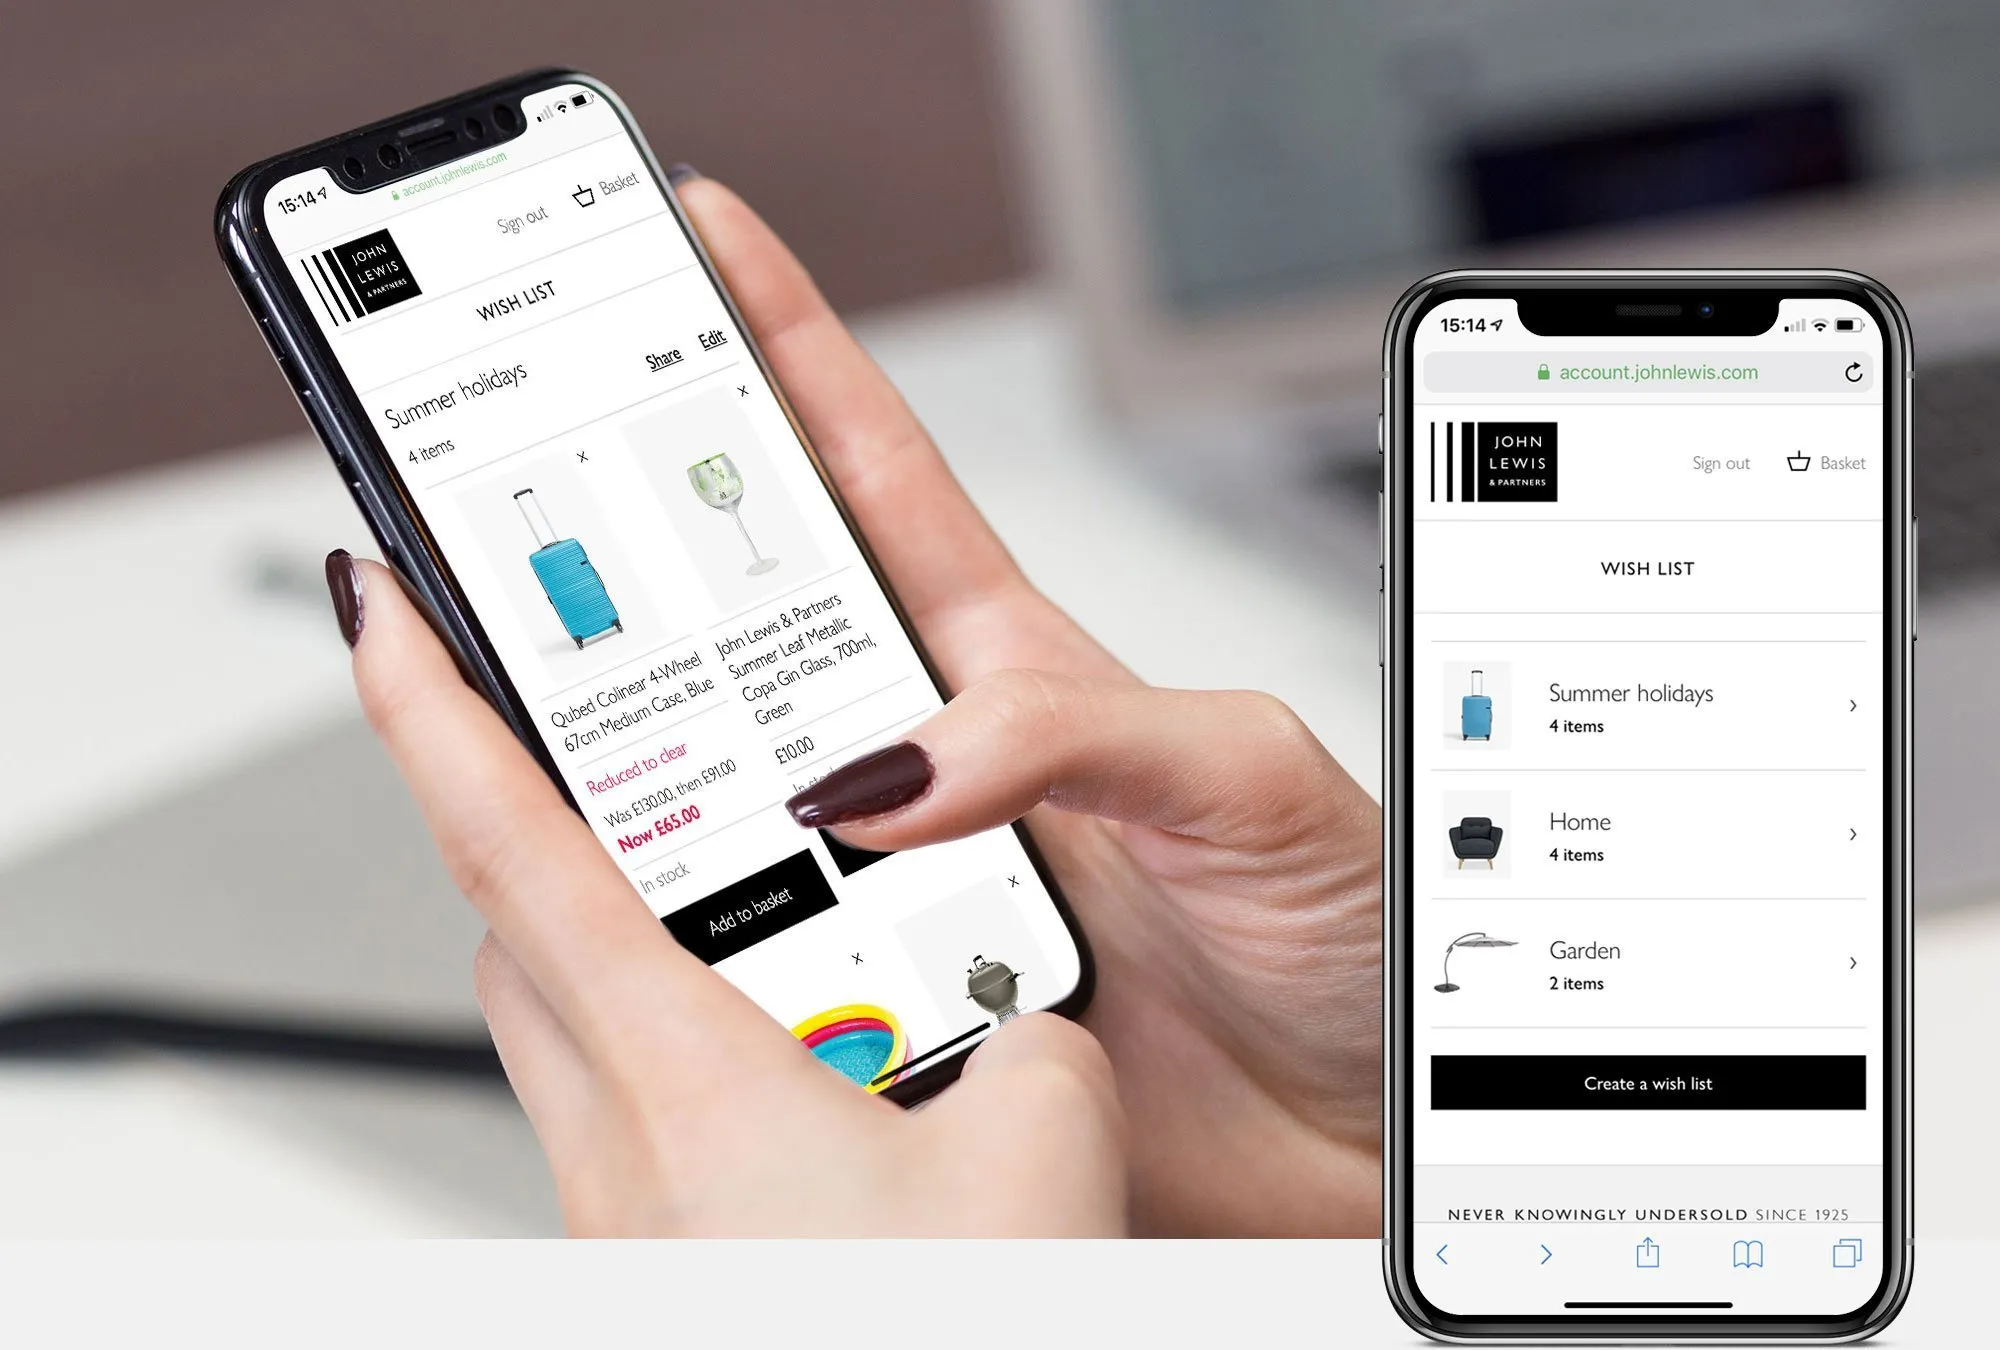 15:14
account.johnlewis.com
JOHN
LEWIS
& PARTNERS
Sign out
Basket
WISH LIST
Summer holidays
Share
Edit
4 items
X
X
Qubed Colinear 4-Wheel
67cm Medium Case, Blue
Reduced to clear
Was £130.00, then £91.00
Now £65.00
In stock
Add to basket
John Lewis & Partners
Summer Leaf Metallic
Copa Gin Glass, 700ml,
Green
£10.00
In
X
X
15:14
account.johnlewis.com
JOHN
LEWIS
& PARTNERS
Sign out
Basket
WISH LIST
Summer holidays
4 items
Home
4 items
Garden
2 items
Create a wish list
NEVER KNOWINGLY UNDERSOLD SINCE 1925